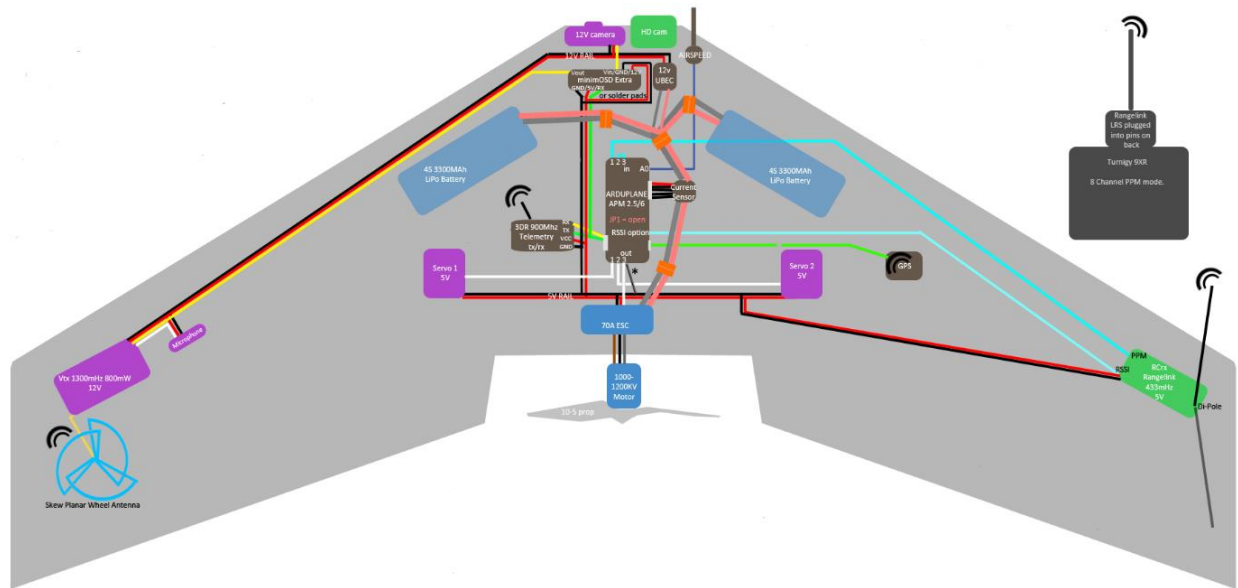 12V camera
HD cam
AIRSPEED
12V RAIL
vout
Vin/GND/12V
minimOSD Extra
GND/5V/Rx
or solder pads
12v
UBEC
4S 3300MAh
LiPo Battery
4S 3300MAh
LiPo Battery
1 2 3
in
A0
ARDUPLANE
APM 2.5/6
JP1 = open
RSSI option
out
1 2 3
Current
Sensor
3DR 900Mhz
Telemetry
tx/rx
RX
TX
VCC
GND
GPS
Servo 1
5V
Servo 2
5V
*
5V RAIL
70A ESC
1000-
1200KV
Motor
10-5 prop
Microphone
Vtx 1300mHz 800mW
12V
Skew Planar Wheel Antenna
PPM
RSSI
RCrx
Rangelink
433mHz
5V
Di-Pole
Rangelink
LRS plugged
into pins on
back
Turnigy 9XR
8 Channel PPM mode.